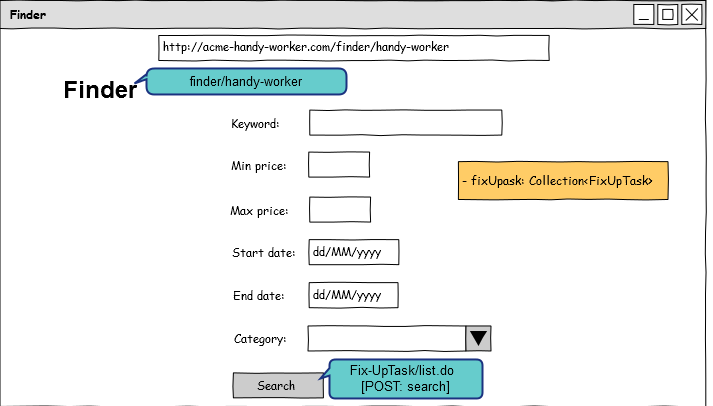 Finder
http://acme-handy-worker.com/finder/handy-worker
Finder
finder/handy-worker
Keyword:
Min price:
- fixUpask: Collection<FixUpTask>
Max price:
Start date:
dd/MM/yyyy
End date:
dd/MM/yyyy
Category:
Search
Fix-UpTask/list.do
[POST: search]